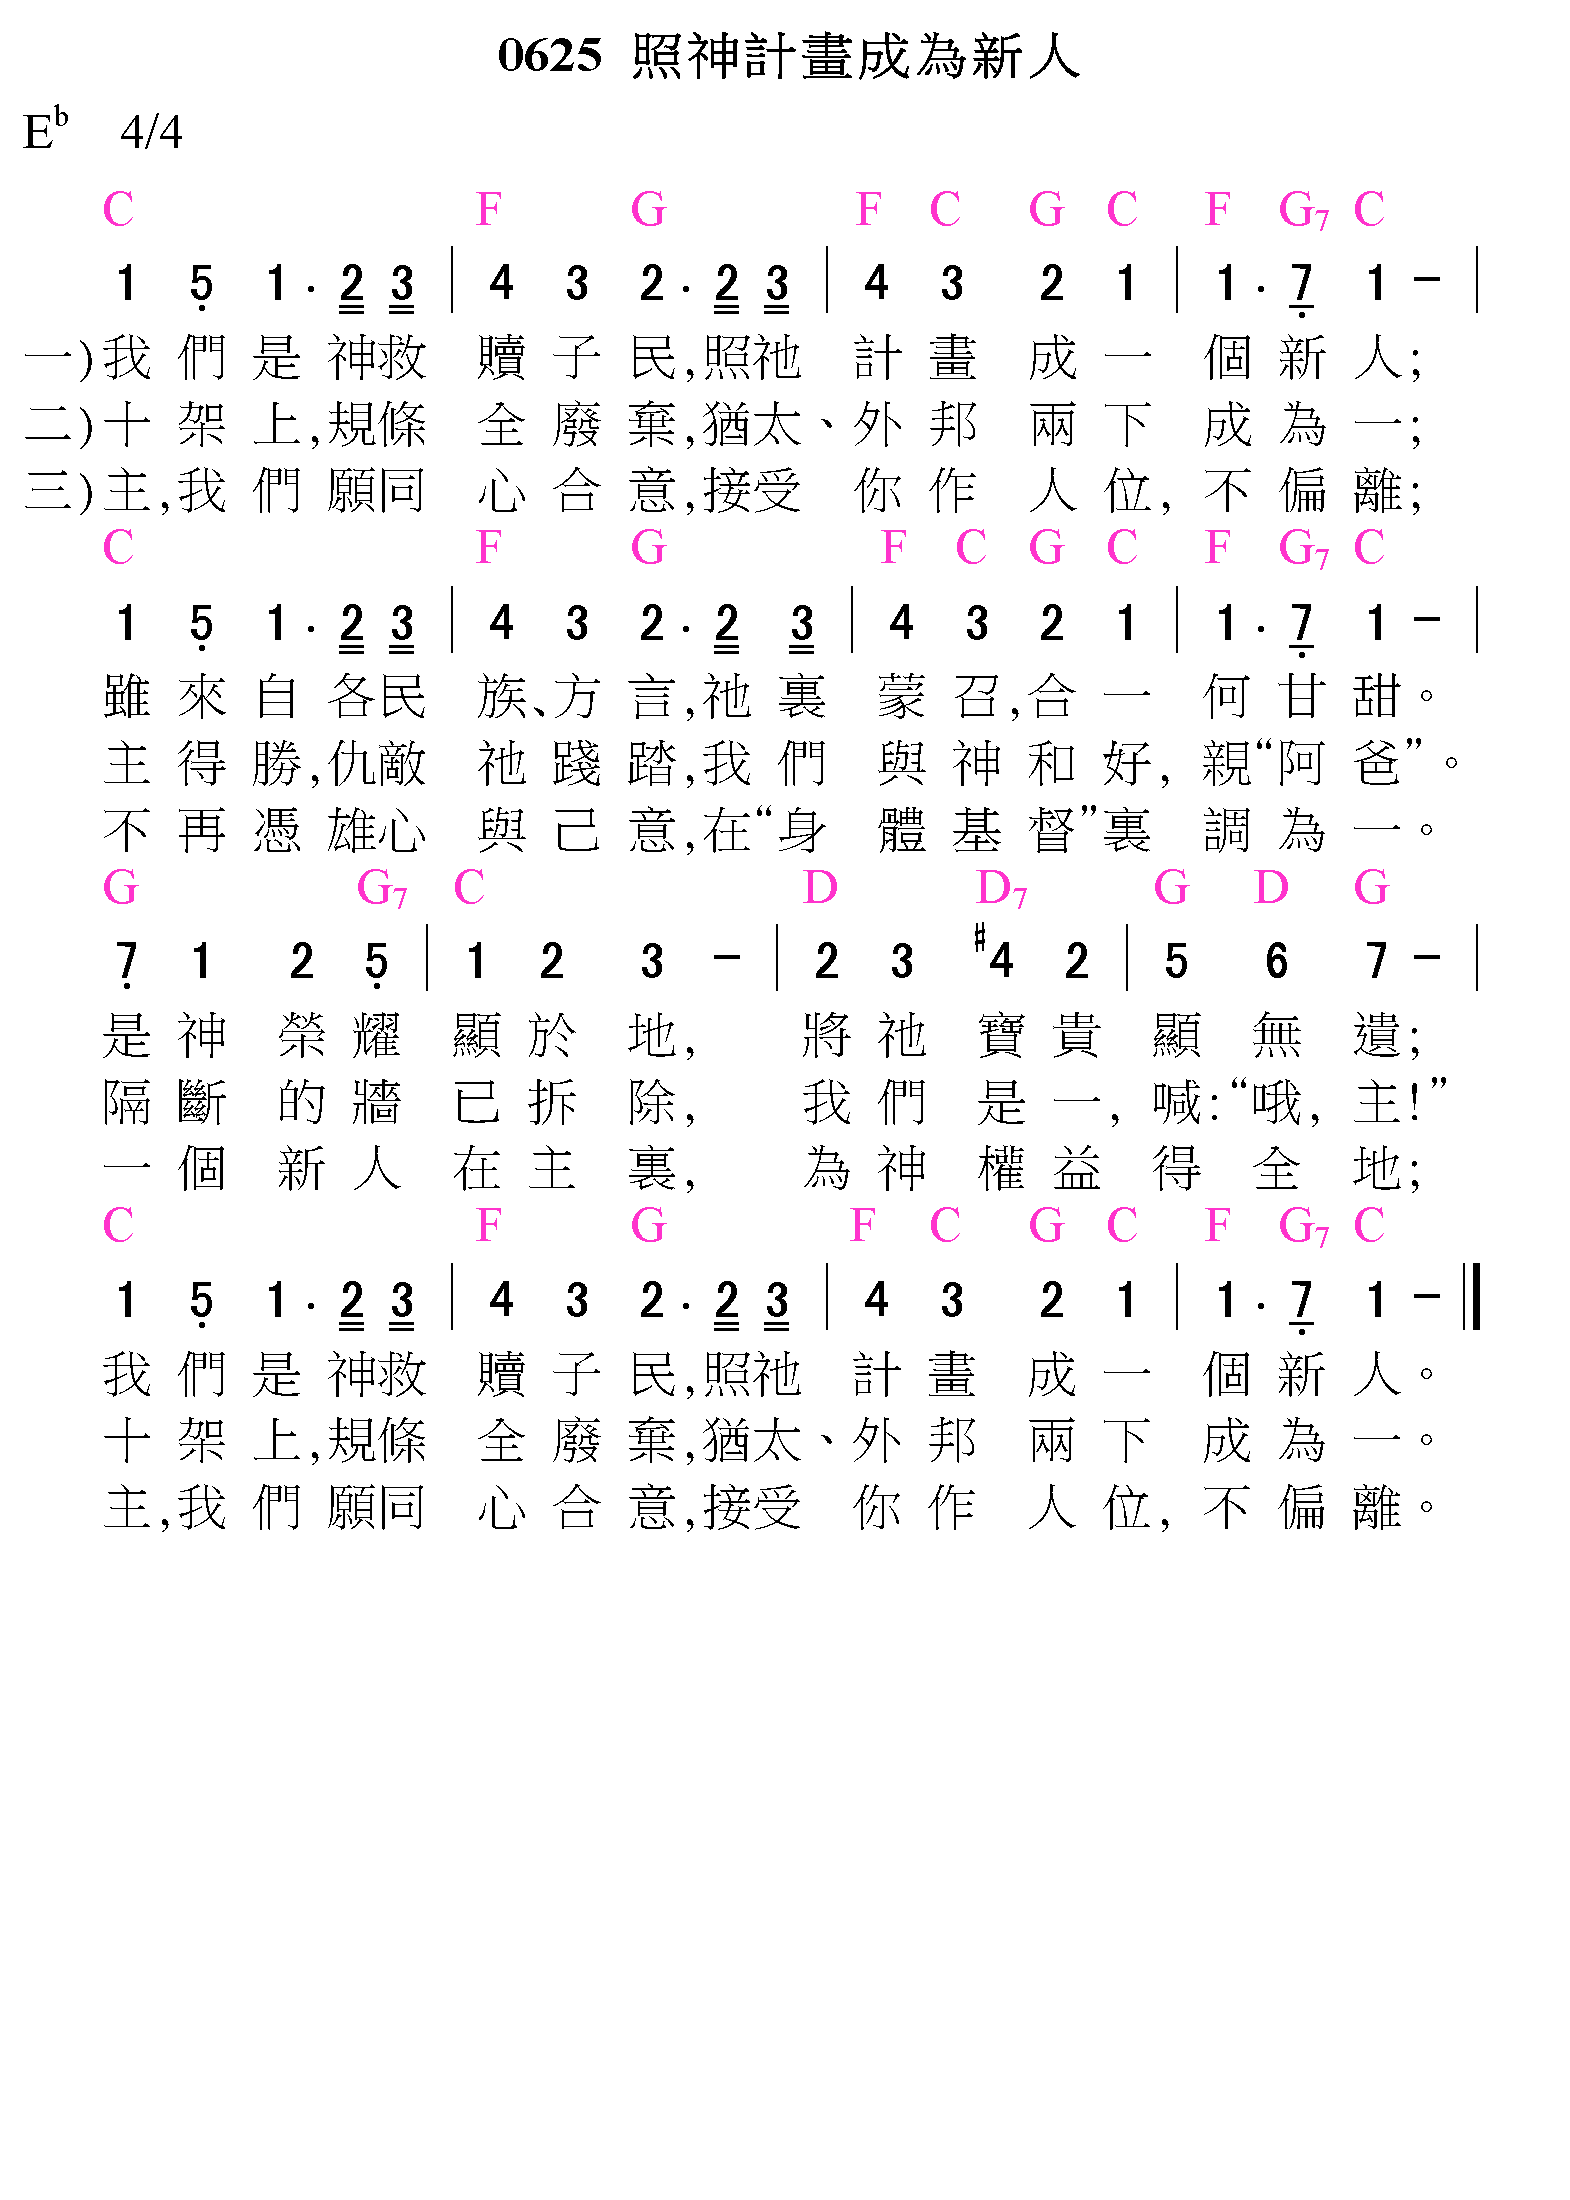 0625 照神計畫成為新人
E♭ 4/4
C F G F C G C F G7 C
1 5̣ 1 . 2 3 | 4 3 2 . 2 3 | 4 3 2 1 | 1 . 7̣ 1 – |
一)我們是神救贖子民,照祂計畫成一個新人;
二)十架上,規條全廢棄,猶太、外邦兩下成為一;
三)主,我們願同心合意,接受你作人位,不偏離;
C F G F C G C F G7 C
1 5̣ 1 . 2 3 | 4 3 2 . 2 3 | 4 3 2 1 | 1 . 7̣ 1 – |
雖來自各民族、方言,祂裏蒙召,合一何甘甜。
主得勝,仇敵祂踐踏,我們與神和好,親“阿爸”。
不再憑雄心與己意,在“身體基督”裏調為一。
G G7 C D D7 G D G
7̣ 1 2 5̣ | 1 2 3 – | 2 3 #4 2 | 5 6 7 – |
是神榮耀顯於地,將祂寶貴顯無遺;
隔斷的牆已拆除,我們是一,喊:“哦,主!”
一個新人在主裏,為神權益得全地;
C F G F C G C F G7 C
1 5̣ 1 . 2 3 | 4 3 2 . 2 3 | 4 3 2 1 | 1 . 7̣ 1 – ‖
我們是神救贖子民,照祂計畫成一個新人。
十架上,規條全廢棄,猶太、外邦兩下成為一。
主,我們願同心合意,接受你作人位,不偏離。